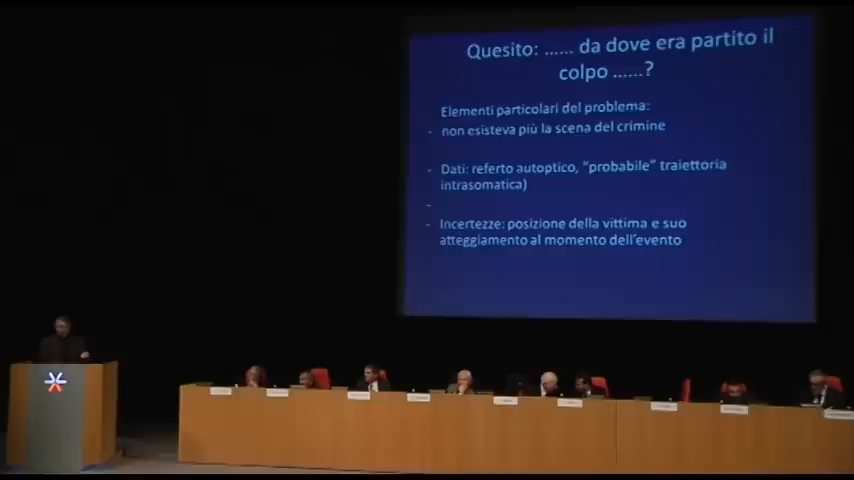 Quesito: ...... da dove era partito il
colpo ......?
Elementi particolari del problema:
- non esisteva più la scena del crimine
- Dati: referto autoptico, "probabile" traiettoria
intrasomatica)
-
- Incertezze: posizione della vittima e suo
atteggiamento al momento dell'evento